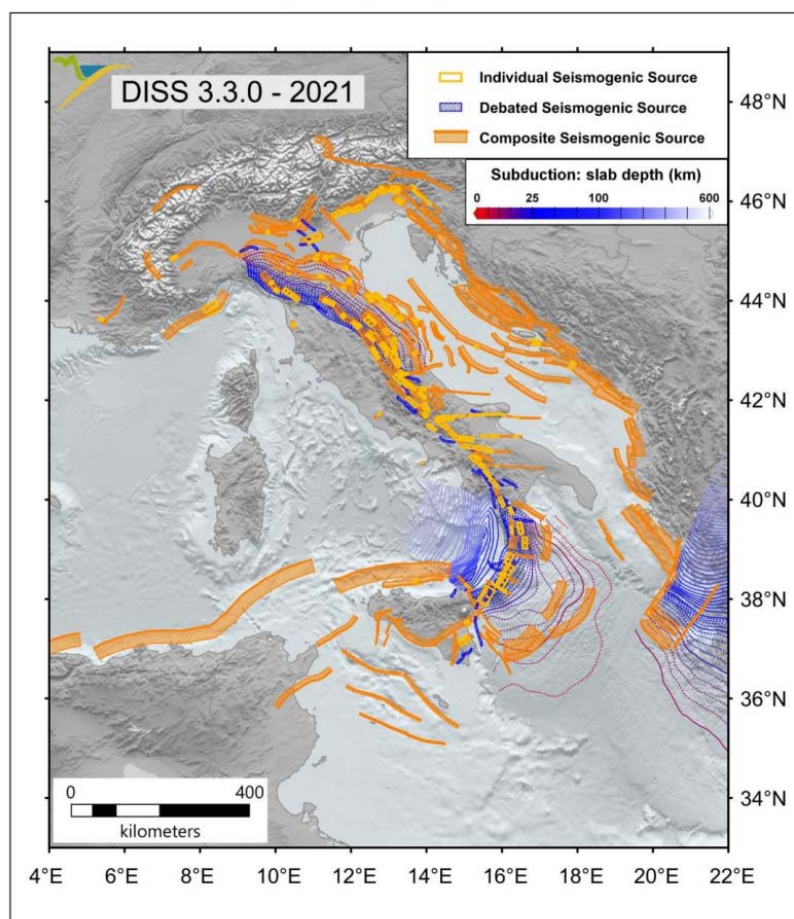 DISS 3.3.0 - 2021
Individual Seismogenic Source
Debated Seismogenic Source
Composite Seismogenic Source
Subduction: slab depth (km)
0 25 100 600
48°N
46°N
44°N
42°N
40°N
38°N
36°N
34°N
0 400
kilometers
4°E 6°E 8°E 10°E 12°E 14°E 16°E 18°E 20°E 22°E